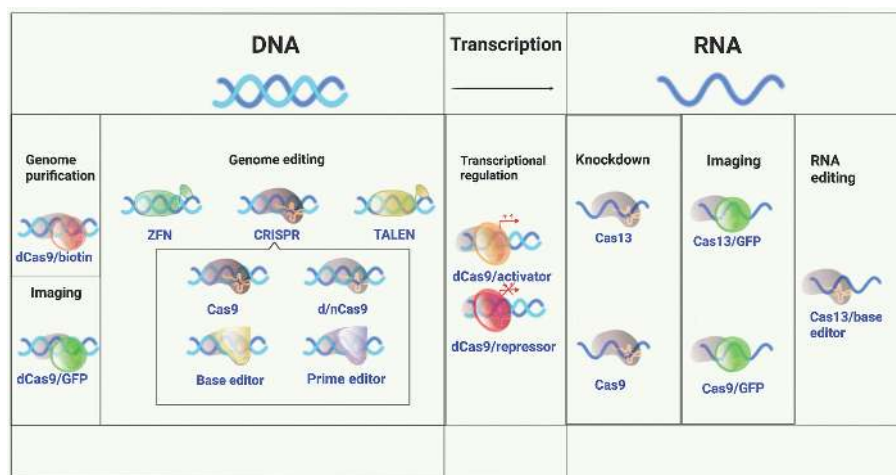 DNA
Transcription
RNA
Genome
purification
dCas9/biotin
Imaging
dCas9/GFP
Genome editing
ZFN
CRISPR
TALEN
Cas9
d/nCas9
Base editor
Prime editor
Transcriptional
regulation
dCas9/activator
dCas9/repressor
Knockdown
Cas13
Cas9
Imaging
Cas13/GFP
Cas9/GFP
RNA
editing
Cas13/base
editor